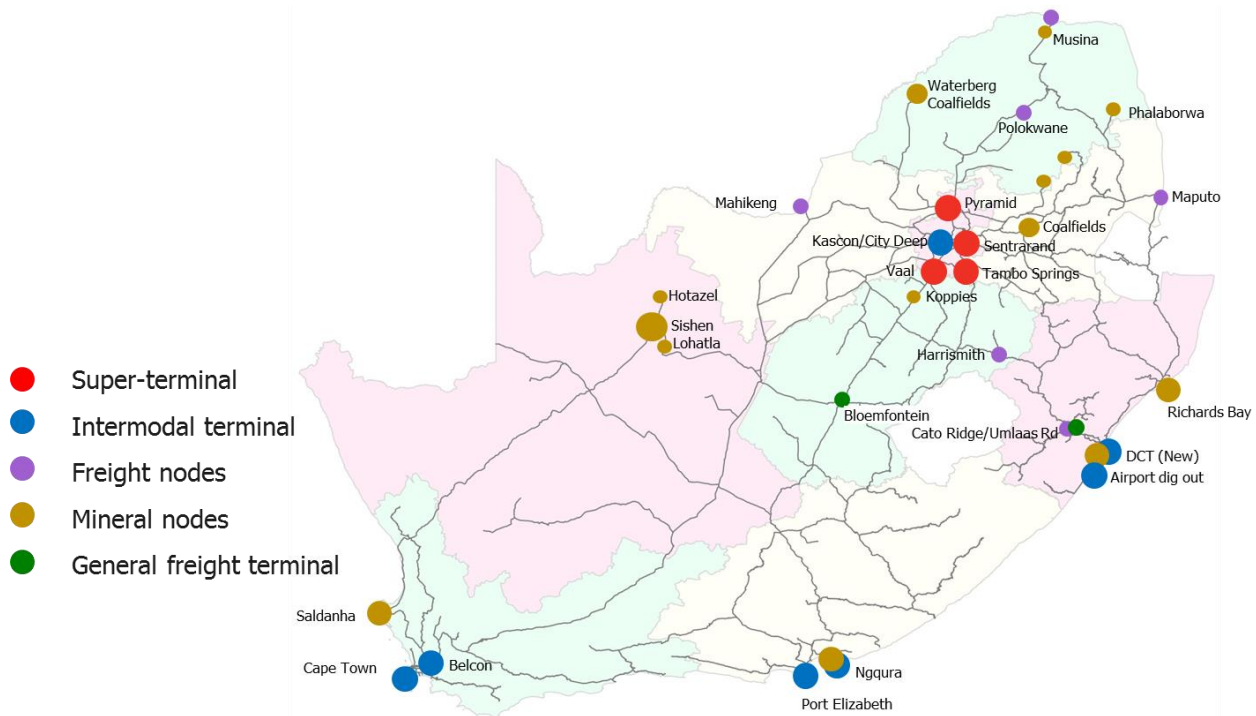 Musina
Waterberg
Coalfields
Phalaborwa
Polokwane
Mahikeng
Pyramid
Maputo
Coalfields
Kascon/City Deep
Sentrarand
Vaal
Tambo Springs
Hotazel
Koppies
Sishen
Lohatla
Harrismith
Super-terminal
Intermodal terminal
Freight nodes
Mineral nodes
General freight terminal
Bloemfontein
Richards Bay
Cato Ridge/Umlaas Rd
DCT (New)
Airport dig out
Saldanha
Cape Town
Belcon
Ngqura
Port Elizabeth